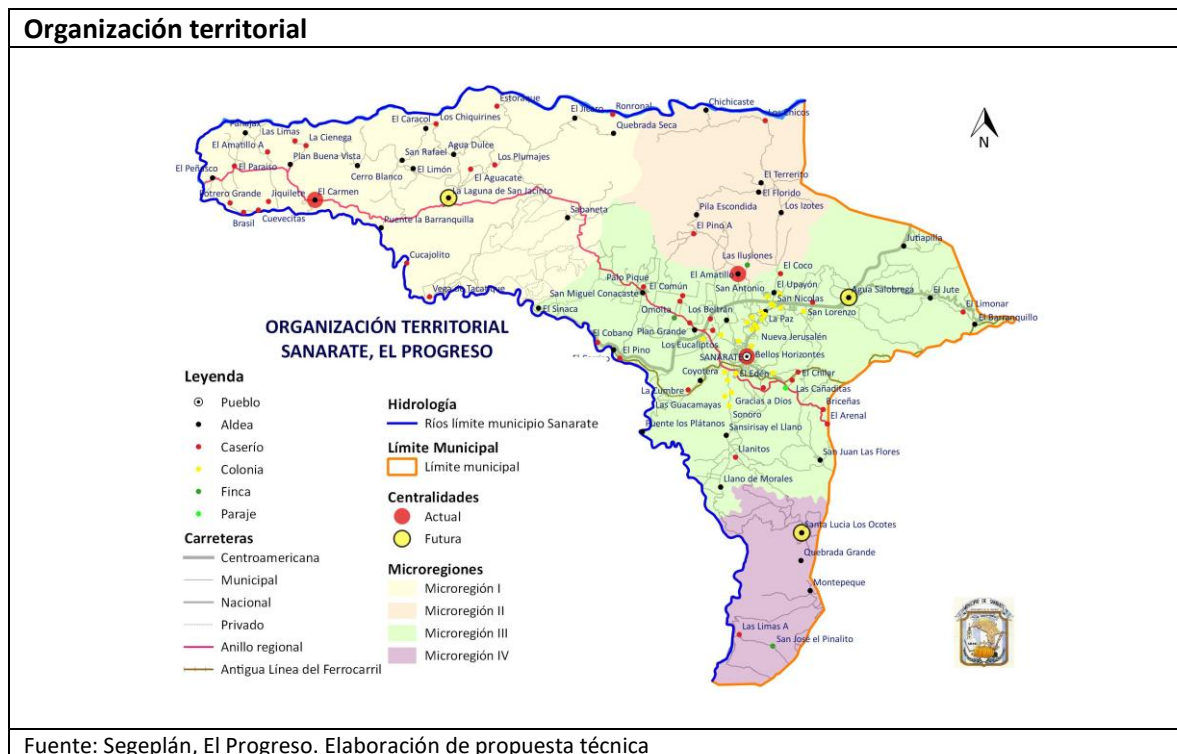 Organización territorial
Estoraque
El Jícaro
Ronronal
Chichicaste
Los Chicos
El Caracol
Los Chiquirines
Quebrada Seca
Las Limas
La Cienega
El Amatillo A
Plan Buena Vista
San Rafael
Agua Dulce
Los Plumajes
El Peñasco
El Paraiso
Cerro Blanco
El Limón
El Aguacate
El Terrerito
Potrero Grande
Jiquilete
El Carmen
La Laguna de San Jacinto
El Florido
Brasil
Cuevecitas
Puente la Barranquilla
Sabaneta
Pila Escondida
Los Izotes
El Pino A
Jutiapilla
Cucajolito
Las Ilusiones
El Coco
Vega de Tacatique
Palo Pique
El Amatillo
San Miguel Conacaste
El Común
San Antonio
El Upayón
Agua Salobrega
El Jute
El Sinaca
Omoita
Los Beltrán
San Nicolas
San Lorenzo
El Limonar
La Paz
El Barranquillo
El Cobano
Plan Grande
Nueva Jerusalén
El Pino
Los Eucaliptos
SANARATE
Bellos Horizontes
Coyotera
El Edén
El Chilar
La Cumbre
Las Cañaditas
Las Guacamayas
Gracias a Dios
Briceñas
Sonoro
El Arenal
Puente los Plátanos
Sansirisay el Llano
Llanitos
San Juan Las Flores
Llano de Morales
Santa Lucia Los Ocotes
Quebrada Grande
Montepeque
Las Limas A
San José el Pinalito
N
ORGANIZACIÓN TERRITORIAL
SANARATE, EL PROGRESO
Leyenda
Pueblo
Aldea
Caserío
Colonia
Finca
Paraje
Carreteras
Centroamericana
Municipal
Nacional
Privado
Anillo regional
Antigua Línea del Ferrocarril
Hidrología
Ríos límite municipio Sanarate
Límite Municipal
Límite municipal
Centralidades
Actual
Futura
Microregiones
Microregión I
Microregión II
Microregión III
Microregión IV
Fuente: Segeplán, El Progreso. Elaboración de propuesta técnica